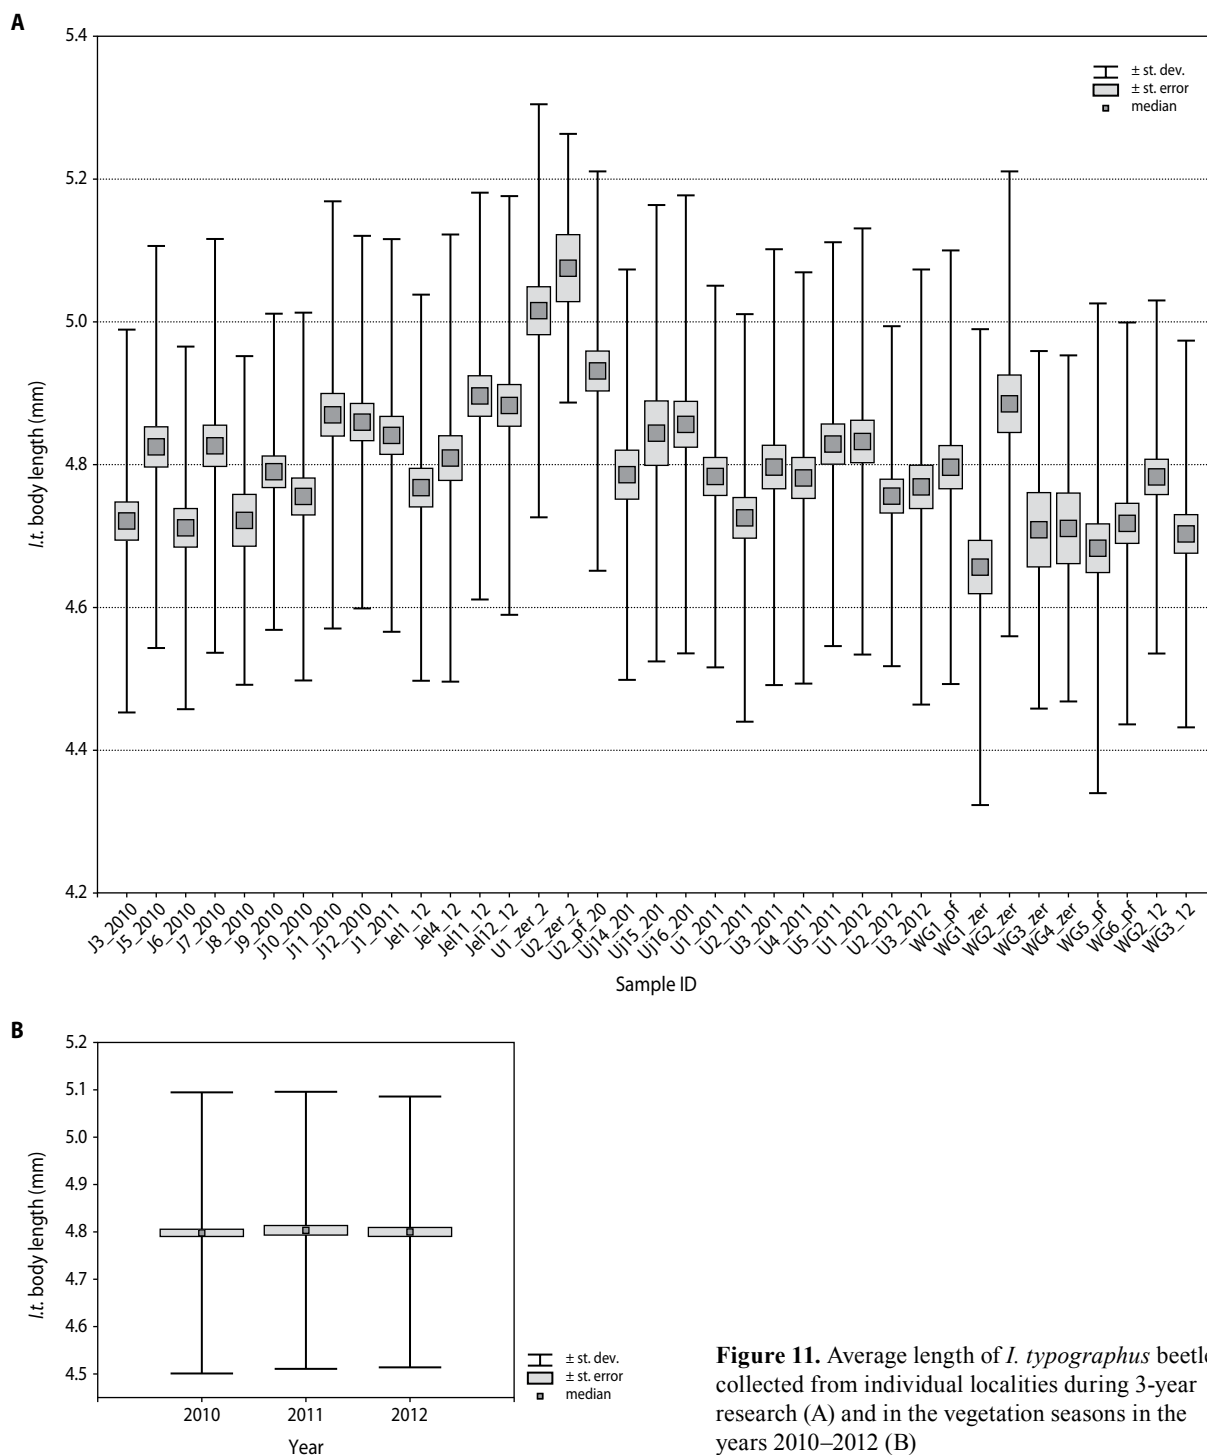 A
5.4
5.2
5.0
4.8
4.6
4.4
4.2
I.t. body length (mm)
± st. dev.
± st. error
median
J3_2010
J5_2010
J6_2010
J7_2010
J8_2010
J9_2010
J10_2010
J11_2010
J12_2010
J1_2011
Jel1_12
Jel4_12
Jel11_12
Jel12_12
U1_zer_2
U2_zer_2
U2_pf_20
Uj14_201
Uj15_201
Uj16_201
U1_2011
U2_2011
U3_2011
U4_2011
U5_2011
U1_2012
U2_2012
U3_2012
WG1_pf
WG1_zer
WG2_zer
WG3_zer
WG4_zer
WG5_pf
WG6_pf
WG2_12
WG3_12
Sample ID
B
5.2
5.1
5.0
4.9
4.8
4.7
4.6
4.5
I.t. body length (mm)
2010 2011 2012
Year
± st. dev.
± st. error
median
Figure 11. Average length of I. typographus beetle
collected from individual localities during 3-year
research (A) and in the vegetation seasons in the
years 2010–2012 (B)